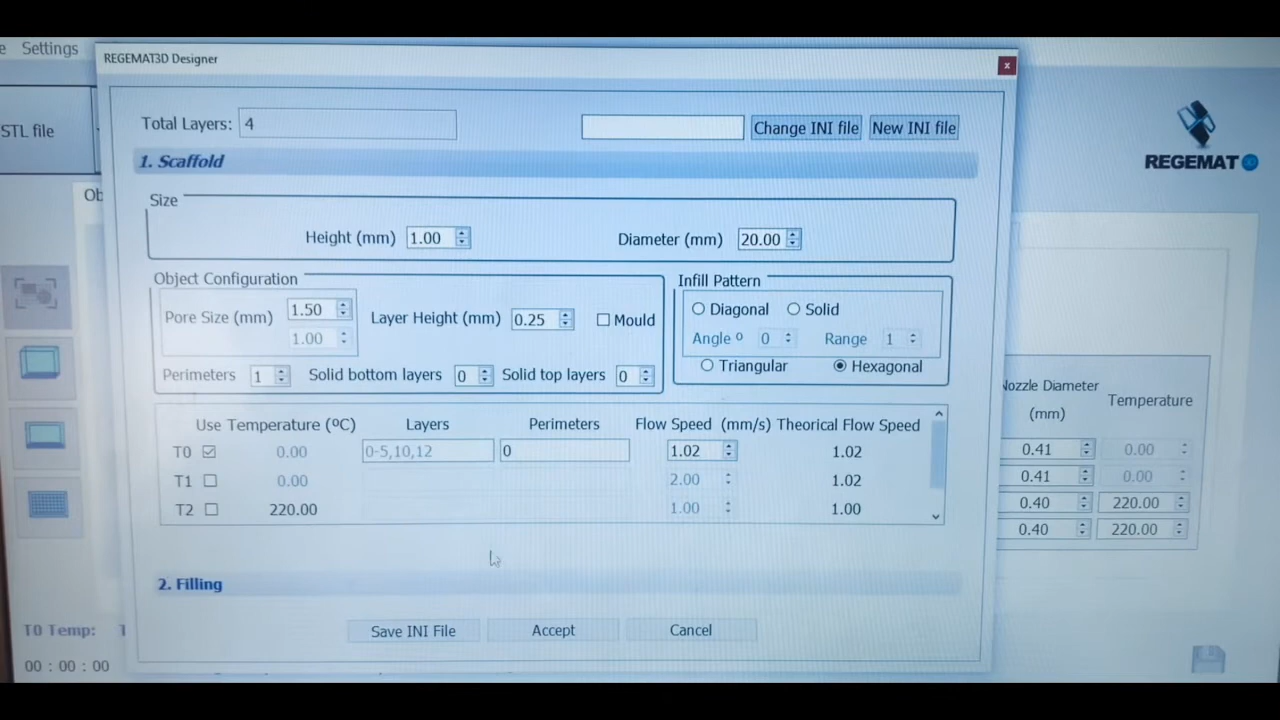 Settings
REGEMAT3D Designer
x
STL file
Total Layers: 4
Change INI file
New INI file
REGEMAT
1. Scaffold
Ob
Size
Height (mm) 1.00
Diameter (mm) 20.00
Object Configuration
Infill Pattern
Pore Size (mm) 1.50
1.00
Layer Height (mm) 0.25
Mould
Diagonal
Solid
Angle º 0
Range 1
Perimeters 1
Solid bottom layers 0
Solid top layers 0
Triangular
Hexagonal
Nozzle Diameter
(mm)
Temperature
Use Temperature (ºC) Layers Perimeters Flow Speed (mm/s) Theorical Flow Speed
T0 0.00 0-5,10,12 0 1.02 1.02
0.41 0.00
T1 0.00 2.00 1.02
0.41 0.00
T2 220.00 1.00 1.00
0.40 220.00
0.40 220.00
2. Filling
T0 Temp:
Save INI File
Accept
Cancel
00 : 00 : 00